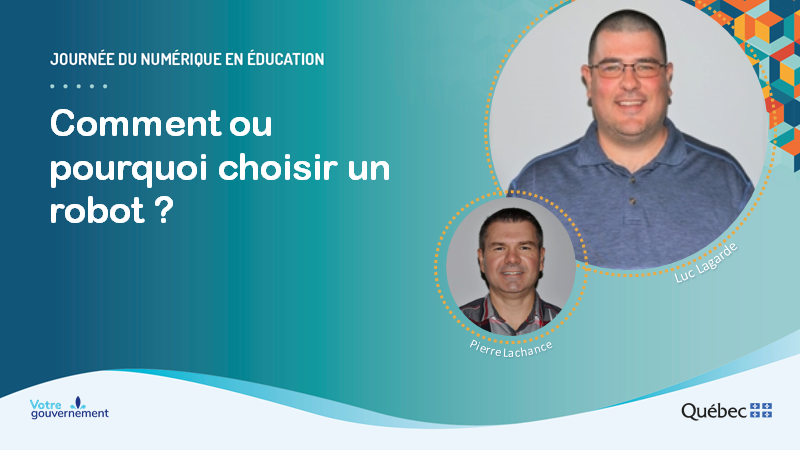 JOURNÉE DU NUMÉRIQUE EN ÉDUCATION
Comment ou
pourquoi choisir un
robot ?
Luc Lagarde
Pierre Lachance
Votre
gouvernement
Québec